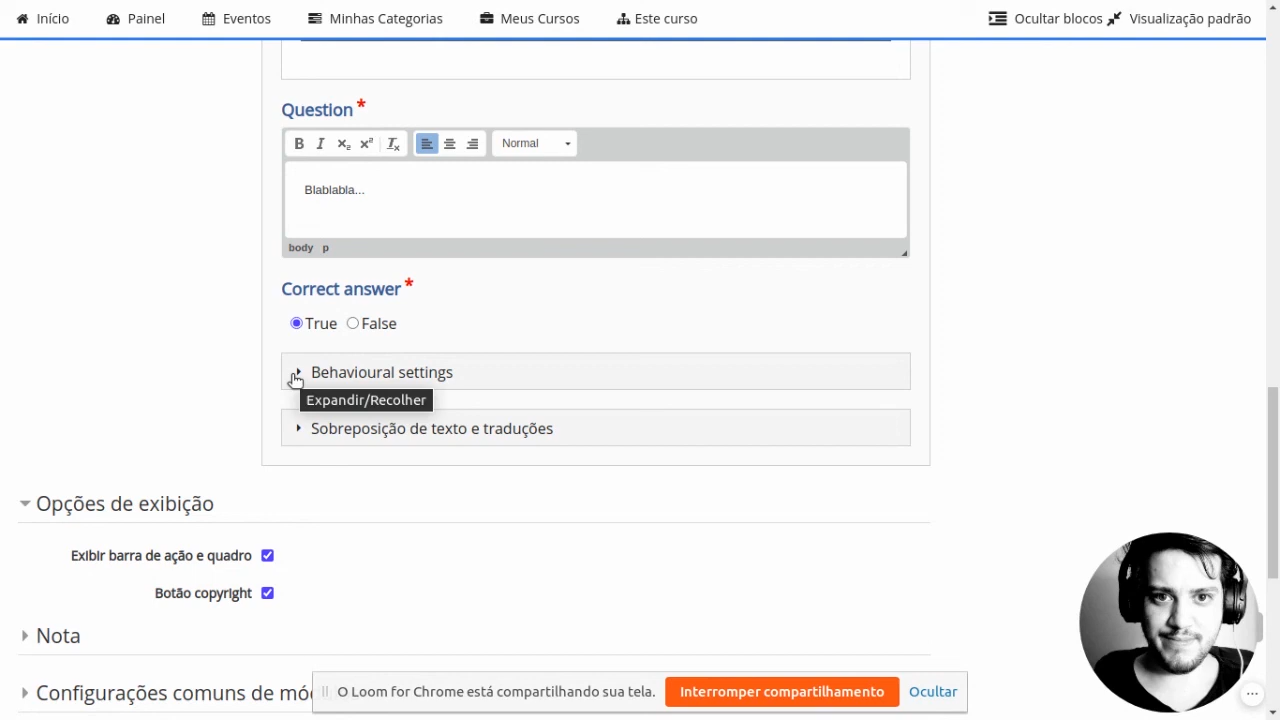 Início Painel Eventos Minhas Categorias Meus Cursos Este curso Ocultar blocos Visualização padrão
Question *
B I x₂ x² Tx Normal
Blablabla...
body p
Correct answer *
True False
Behavioural settings
Expandir/Recolher
Sobreposição de texto e traduções
Opções de exibição
Exibir barra de ação e quadro
Botão copyright
Nota
Configurações comuns de mó
O Loom for Chrome está compartilhando sua tela. Interromper compartilhamento Ocultar